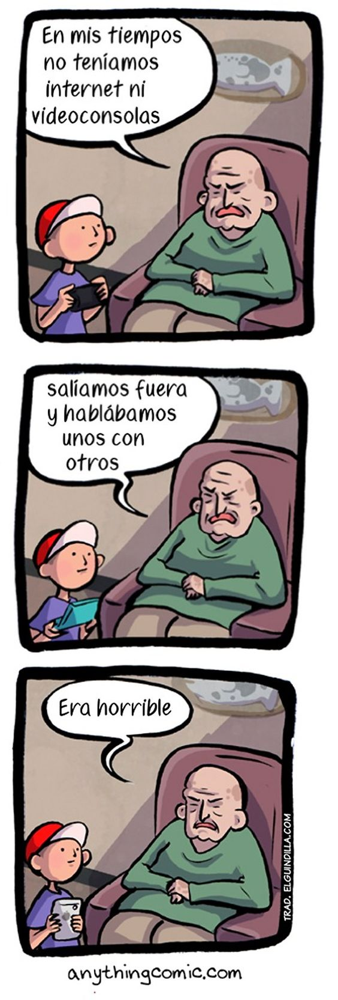 En mis tiempos
no teníamos
internet ni
videoconsolas
salíamos fuera
y hablábamos
unos con
otros
Era horrible
TRAD. ELGUINDILLA.COM
anythingcomic.com